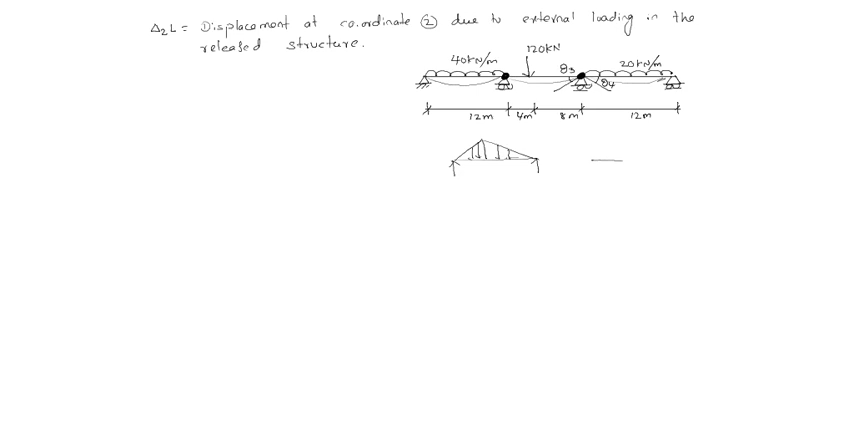 Δ₂L = Displacement at co.ordinate ② due to external loading in the
released structure.
120KN
40KN/m θ₃ 20KN/m
θ₄
12m 4m 8m 12m